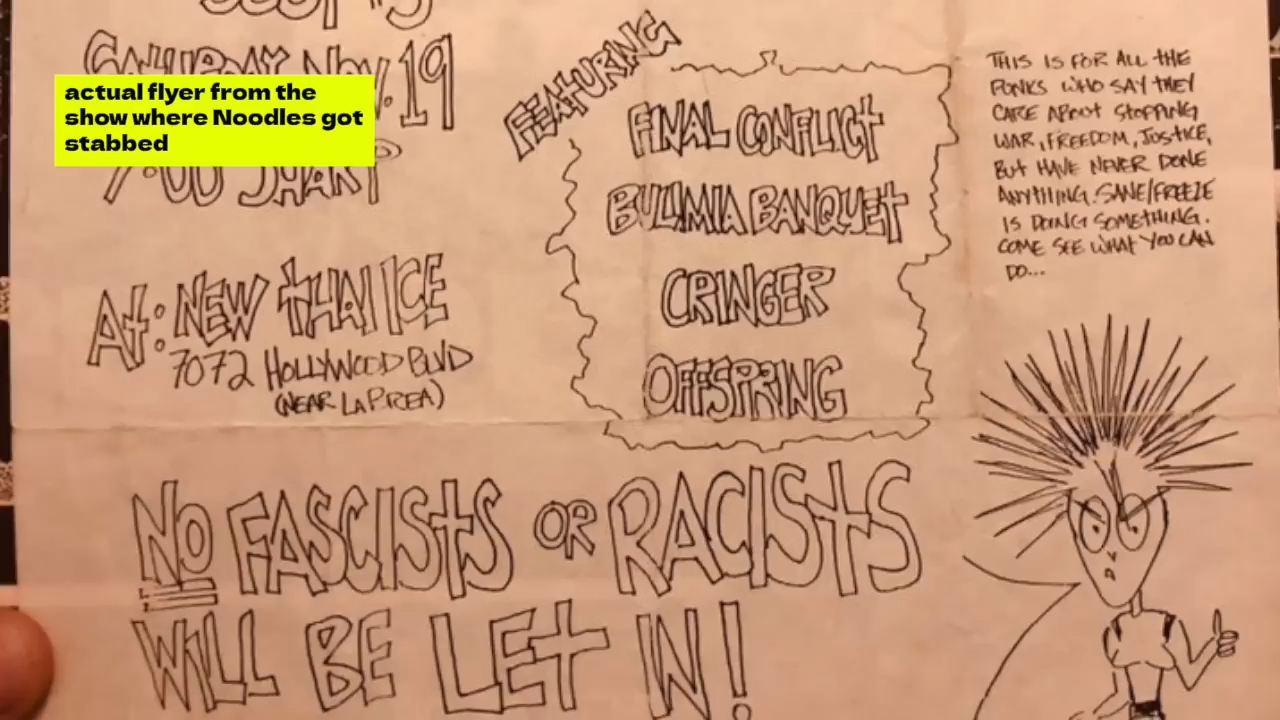 SATURDAY NOV. 19
actual flyer from the
show where Noodles got
stabbed
7:00 SHARP
At: NEW THAI ICE
7072 HOLLYWOOD BLVD
(NEAR LA BREA)
FEATURING
FINAL CONFLICT
BULIMIA BANQUET
CRINGER
OFFSPRING
THIS IS FOR ALL THE
PUNKS WHO SAY THEY
CARE ABOUT STOPPING
WAR, FREEDOM, JUSTICE,
BUT HAVE NEVER DONE
ANYTHING. SANE/FREEZE
IS DOING SOMETHING.
COME SEE WHAT YOU CAN
DO...
NO FASCISTS OR RACISTS
WILL BE LET IN!